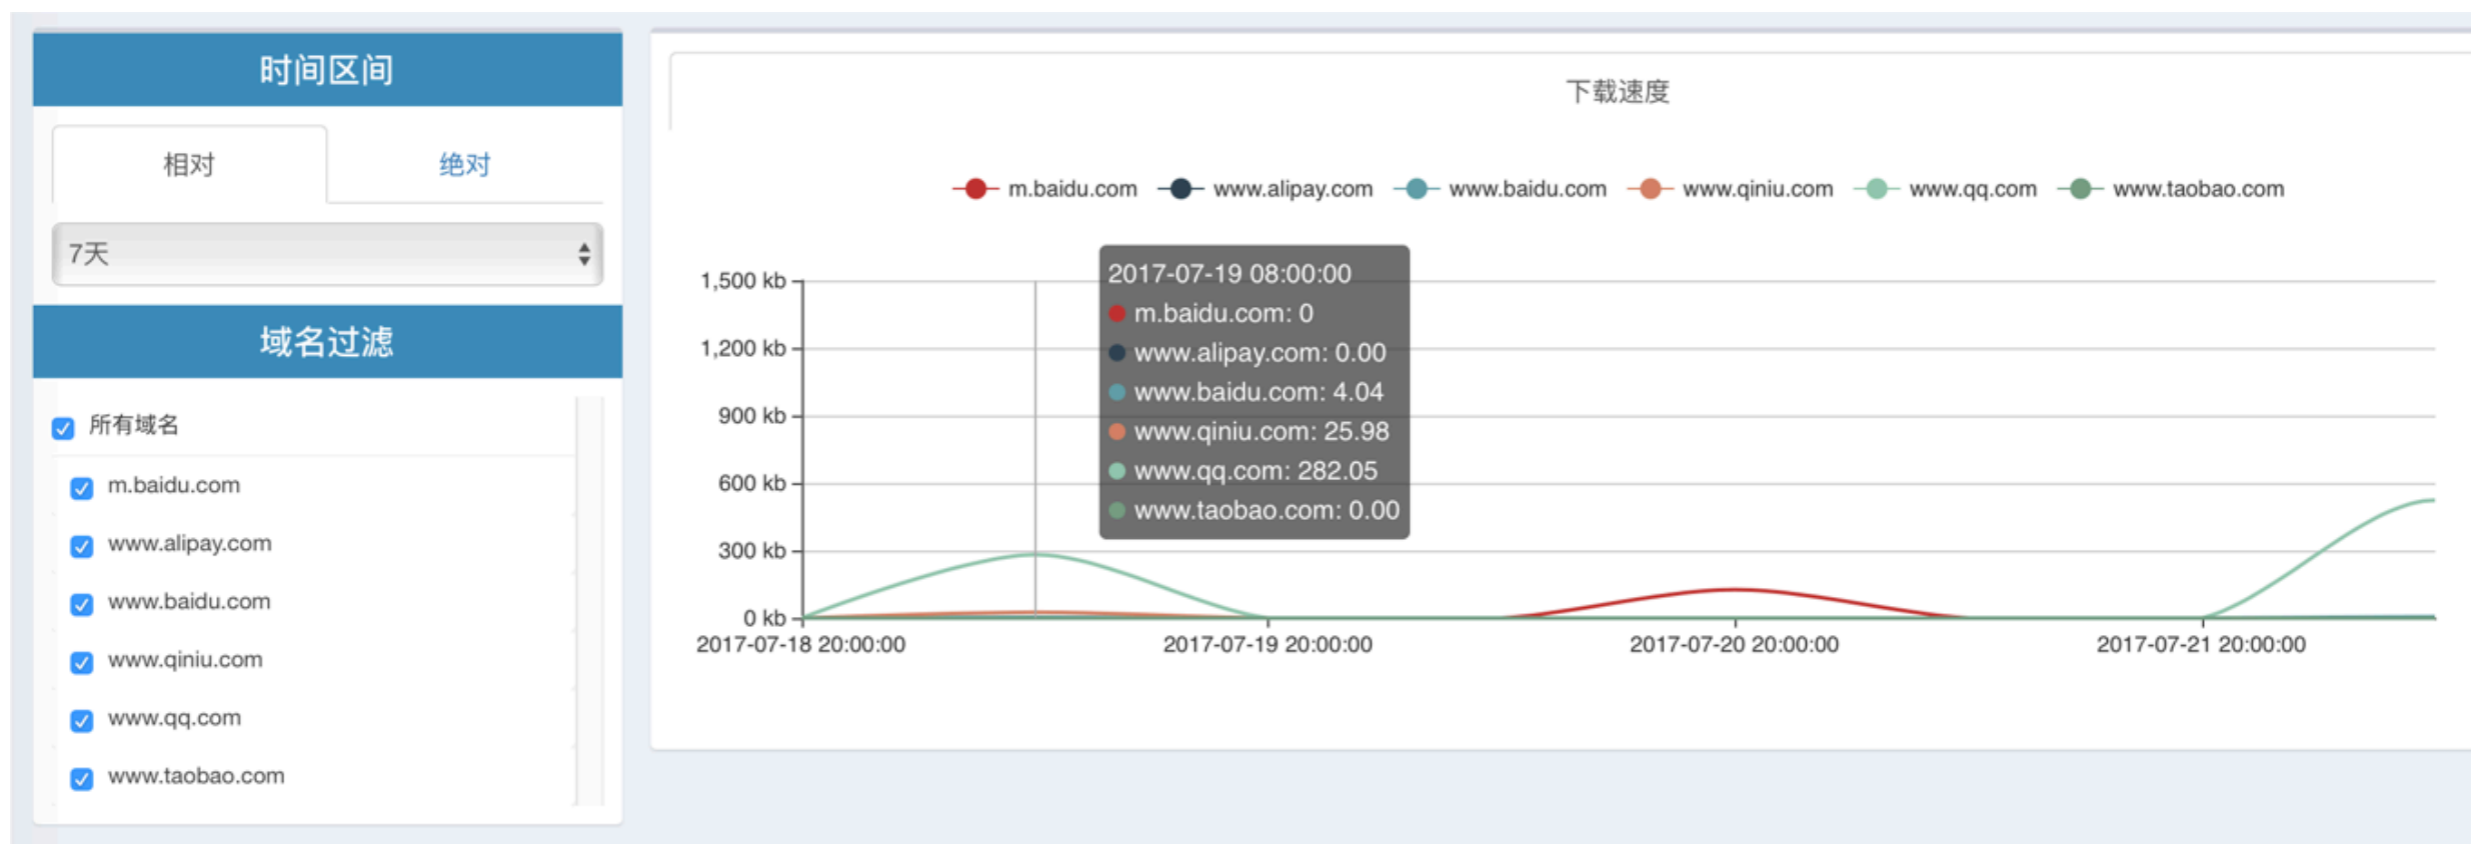 时间区间
相对
绝对
7天
域名过滤
所有域名
m.baidu.com
www.alipay.com
www.baidu.com
www.qiniu.com
www.qq.com
www.taobao.com
下载速度
m.baidu.com www.alipay.com www.baidu.com www.qiniu.com www.qq.com www.taobao.com
2017-07-19 08:00:00
m.baidu.com: 0
www.alipay.com: 0.00
www.baidu.com: 4.04
www.qiniu.com: 25.98
www.qq.com: 282.05
www.taobao.com: 0.00
1,500 kb
1,200 kb
900 kb
600 kb
300 kb
0 kb
2017-07-18 20:00:00 2017-07-19 20:00:00 2017-07-20 20:00:00 2017-07-21 20:00:00